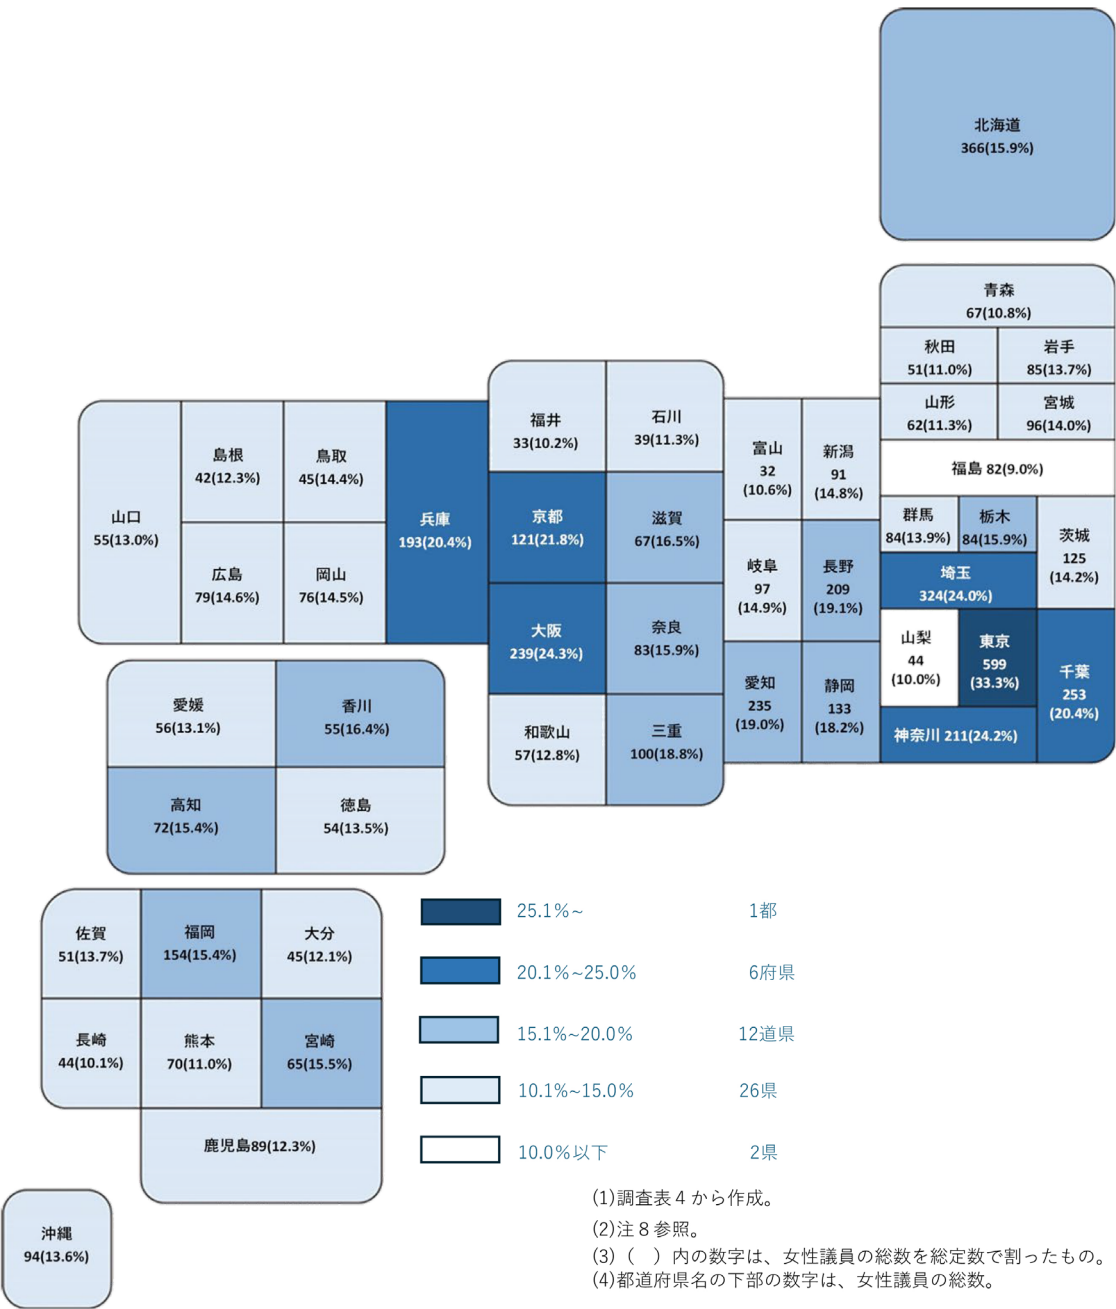 北海道
366(15.9%)
青森
67(10.8%)
秋田
51(11.0%)
岩手
85(13.7%)
山形
62(11.3%)
宮城
96(14.0%)
福島 82(9.0%)
群馬
84(13.9%)
栃木
84(15.9%)
茨城
125
(14.2%)
埼玉
324(24.0%)
山梨
44
(10.0%)
東京
599
(33.3%)
千葉
253
(20.4%)
神奈川 211(24.2%)
富山
32
(10.6%)
新潟
91
(14.8%)
岐阜
97
(14.9%)
長野
209
(19.1%)
愛知
235
(19.0%)
静岡
133
(18.2%)
福井
33(10.2%)
石川
39(11.3%)
京都
121(21.8%)
滋賀
67(16.5%)
大阪
239(24.3%)
奈良
83(15.9%)
和歌山
57(12.8%)
三重
100(18.8%)
山口
55(13.0%)
島根
42(12.3%)
鳥取
45(14.4%)
広島
79(14.6%)
岡山
76(14.5%)
兵庫
193(20.4%)
愛媛
56(13.1%)
香川
55(16.4%)
高知
72(15.4%)
徳島
54(13.5%)
佐賀
51(13.7%)
福岡
154(15.4%)
大分
45(12.1%)
長崎
44(10.1%)
熊本
70(11.0%)
宮崎
65(15.5%)
鹿児島89(12.3%)
沖縄
94(13.6%)
25.1%~ 1都
20.1%~25.0% 6府県
15.1%~20.0% 12道県
10.1%~15.0% 26県
10.0%以下 2県
(1)調査表４から作成。
(2)注８参照。
(3)（　）内の数字は、女性議員の総数を総定数で割ったもの。
(4)都道府県名の下部の数字は、女性議員の総数。